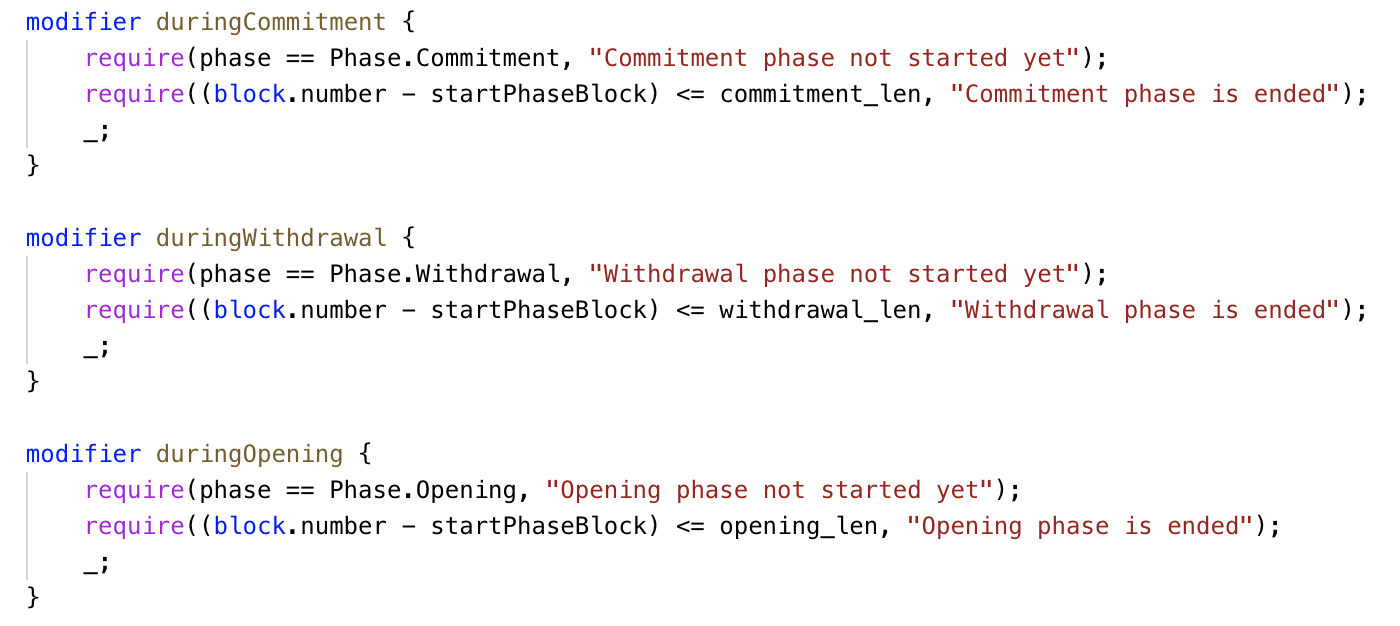 modifier duringCommitment {
    require(phase == Phase.Commitment, "Commitment phase not started yet");
    require((block.number – startPhaseBlock) <= commitment_len, "Commitment phase is ended");
    _;
}

modifier duringWithdrawal {
    require(phase == Phase.Withdrawal, "Withdrawal phase not started yet");
    require((block.number – startPhaseBlock) <= withdrawal_len, "Withdrawal phase is ended");
    _;
}

modifier duringOpening {
    require(phase == Phase.Opening, "Opening phase not started yet");
    require((block.number – startPhaseBlock) <= opening_len, "Opening phase is ended");
    _;
}